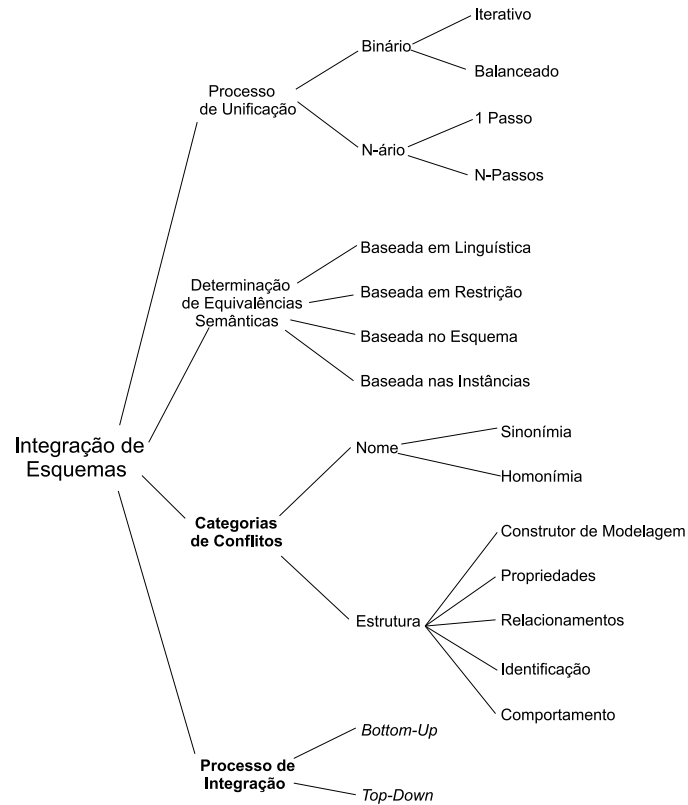 Iterativo
Binário
Balanceado
Processo
de Unificação
1 Passo
N-ário
N-Passos
Baseada em Linguística
Determinação
de Equivalências
Semânticas
Baseada em Restrição
Baseada no Esquema
Baseada nas Instâncias
Integração de
Esquemas
Sinonímia
Nome
Homonímia
Categorias
de Conflitos
Construtor de Modelagem
Propriedades
Estrutura
Relacionamentos
Identificação
Comportamento
Bottom-Up
Processo de
Integração
Top-Down